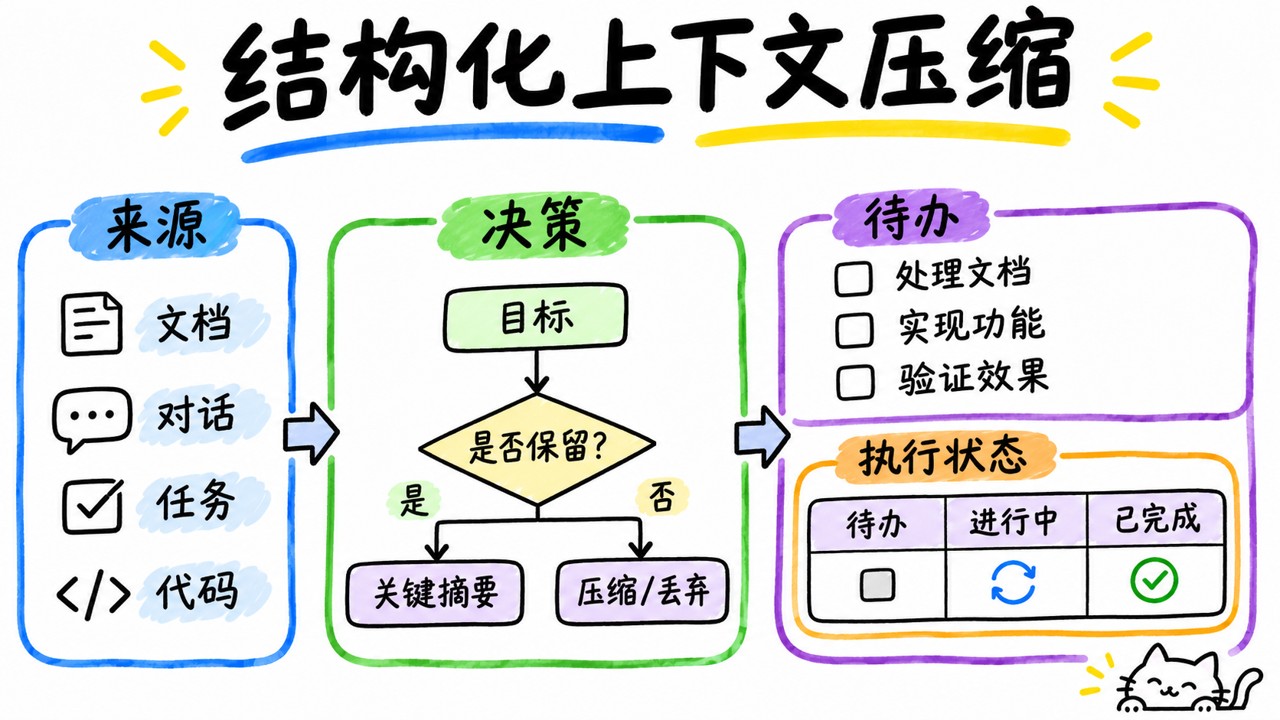 结构化上下文压缩
来源
文档
对话
任务
</>
代码
决策
目标
是否保留?
是
否
关键摘要
压缩/丢弃
待办
处理文档
实现功能
验证效果
执行状态
待办
进行中
已完成